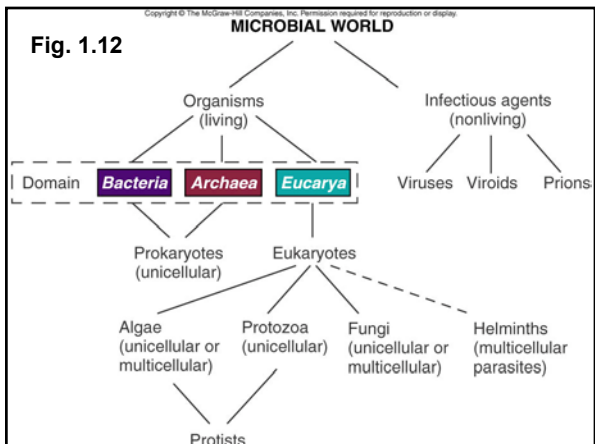 Copyright © The McGraw-Hill Companies, Inc. Permission required for reproduction or display.
MICROBIAL WORLD
Fig. 1.12
Organisms
(living)
Infectious agents
(nonliving)
Domain Bacteria Archaea Eucarya
Viruses Viroids Prions
Prokaryotes
(unicellular)
Eukaryotes
Algae
(unicellular or
multicellular)
Protozoa
(unicellular)
Fungi
(unicellular or
multicellular)
Helminths
(multicellular
parasites)
Protists